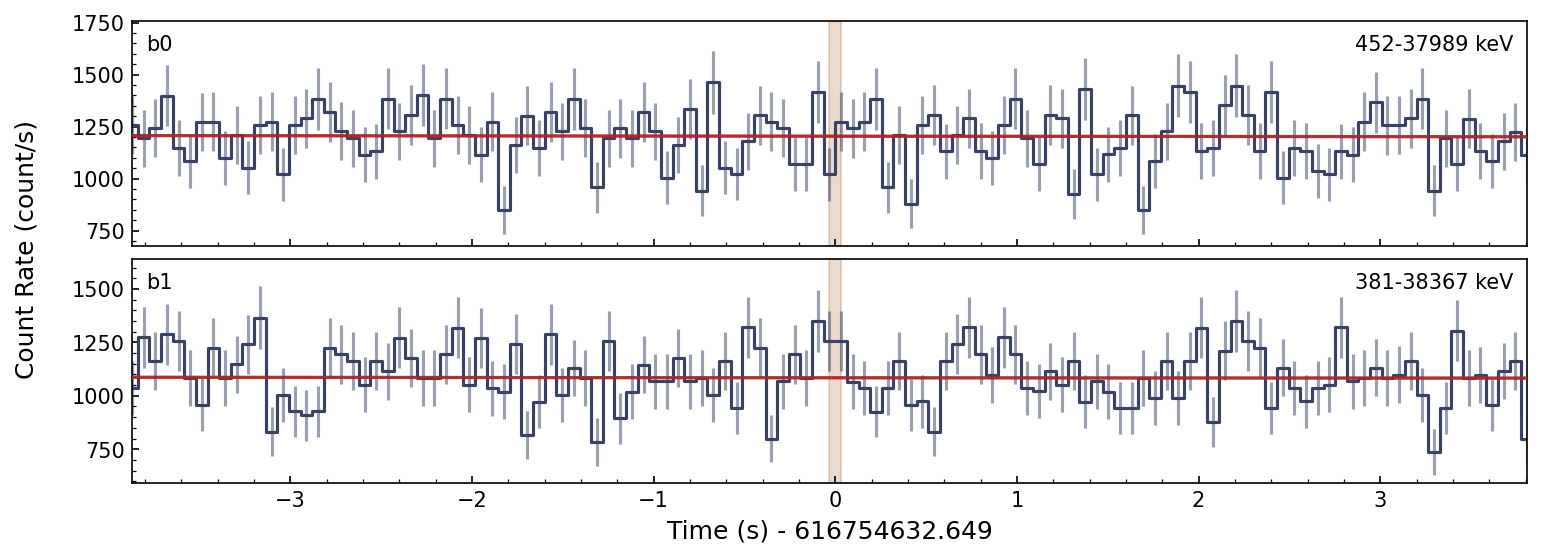 Count Rate (count/s)
1750
1500
1250
1000
750
b0
452-37989 keV
1500
1250
1000
750
b1
381-38367 keV
−3 −2 −1 0 1 2 3
Time (s) - 616754632.649